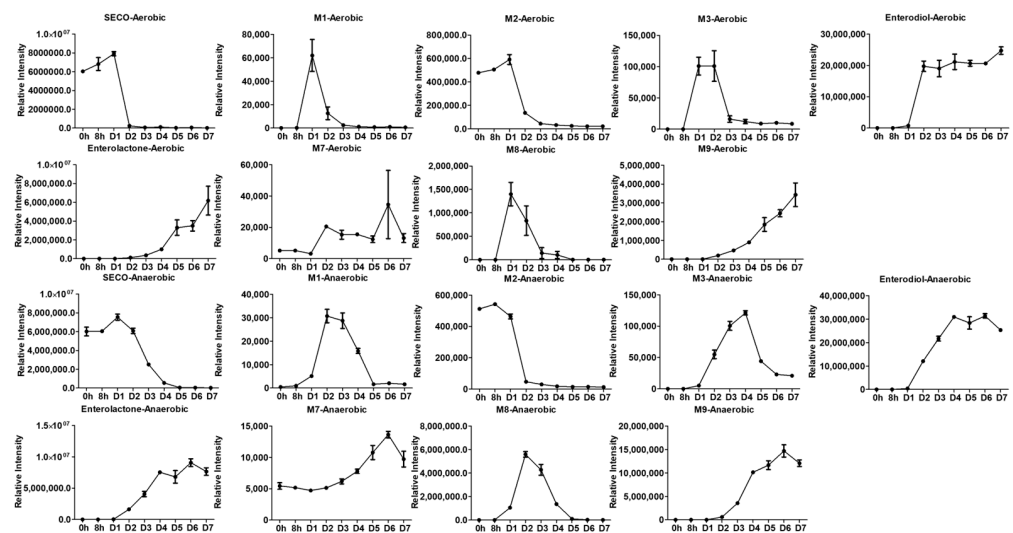 SECO-Aerobic
Relative Intensity
1.0×10⁰⁷
8000000.0
6000000.0
4000000.0
2000000.0
0.0
0h 8h D1 D2 D3 D4 D5 D6 D7
M1-Aerobic
Relative Intensity
80,000
60,000
40,000
20,000
0
0h 8h D1 D2 D3 D4 D5 D6 D7
M2-Aerobic
Relative Intensity
800,000.0
600,000.0
400,000.0
200,000.0
0.0
0h 8h D1 D2 D3 D4 D5 D6 D7
M3-Aerobic
Relative Intensity
150,000
100,000
50,000
0
0h 8h D1 D2 D3 D4 D5 D6 D7
Enterodiol-Aerobic
Relative Intensity
30,000,000
20,000,000
10,000,000
0
0h 8h D1 D2 D3 D4 D5 D6 D7
Enterolactone-Aerobic
Relative Intensity
1.0×10⁰⁷
8,000,000.0
6,000,000.0
4,000,000.0
2,000,000.0
0.0
0h 8h D1 D2 D3 D4 D5 D6 D7
M7-Aerobic
Relative Intensity
60,000
40,000
20,000
0
0h 8h D1 D2 D3 D4 D5 D6 D7
M8-Aerobic
Relative Intensity
2,000,000
1,500,000
1,000,000
500,000
0
0h 8h D1 D2 D3 D4 D5 D6 D7
M9-Aerobic
Relative Intensity
5,000,000
4,000,000
3,000,000
2,000,000
1,000,000
0
0h 8h D1 D2 D3 D4 D5 D6 D7
SECO-Anaerobic
Relative Intensity
1.0×10⁰⁷
8,000,000.0
6,000,000.0
4,000,000.0
2,000,000.0
0.0
0h 8h D1 D2 D3 D4 D5 D6 D7
M1-Anaerobic
Relative Intensity
40,000
30,000
20,000
10,000
0
0h 8h D1 D2 D3 D4 D5 D6 D7
M2-Anaerobic
Relative Intensity
600,000
400,000
200,000
0
0h 8h D1 D2 D3 D4 D5 D6 D7
M3-Anaerobic
Relative Intensity
150,000
100,000
50,000
0
0h 8h D1 D2 D3 D4 D5 D6 D7
Enterodiol-Anaerobic
Relative Intensity
40,000,000
30,000,000
20,000,000
10,000,000
0
0h 8h D1 D2 D3 D4 D5 D6 D7
Enterolactone-Anaerobic
Relative Intensity
1.5×10⁰⁷
1.0×10⁰⁷
5,000,000.0
0.0
0h 8h D1 D2 D3 D4 D5 D6 D7
M7-Anaerobic
Relative Intensity
15,000
10,000
5,000
0
0h 8h D1 D2 D3 D4 D5 D6 D7
M8-Anaerobic
Relative Intensity
8,000,000.0
6,000,000.0
4,000,000.0
2,000,000.0
0.0
0h 8h D1 D2 D3 D4 D5 D6 D7
M9-Anaerobic
Relative Intensity
20,000,000
15,000,000
10,000,000
5,000,000
0
0h 8h D1 D2 D3 D4 D5 D6 D7